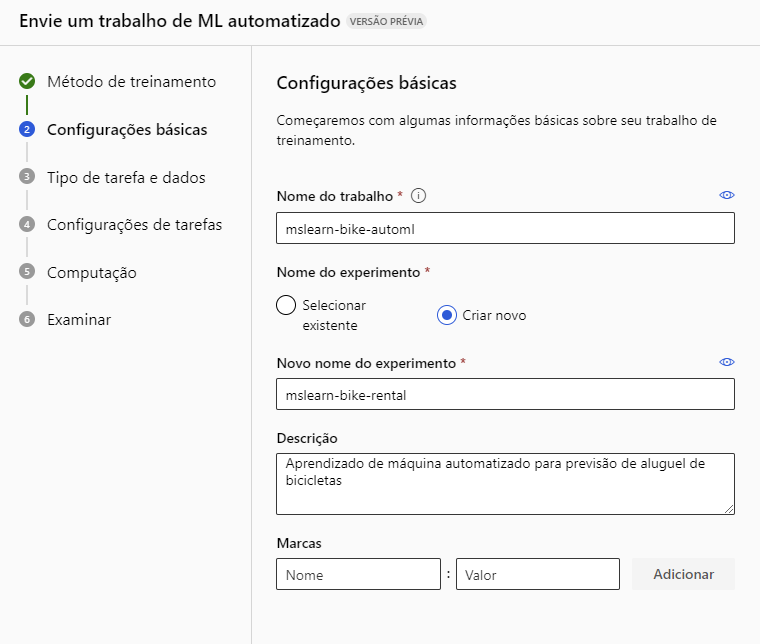 Envie um trabalho de ML automatizado VERSÃO PRÉVIA
Método de treinamento
2 Configurações básicas
3 Tipo de tarefa e dados
4 Configurações de tarefas
5 Computação
6 Examinar
Configurações básicas
Começaremos com algumas informações básicas sobre seu trabalho de
treinamento.
Nome do trabalho *
mslearn-bike-automl
Nome do experimento *
Selecionar
existente
Criar novo
Novo nome do experimento *
mslearn-bike-rental
Descrição
Aprendizado de máquina automatizado para previsão de aluguel de
bicicletas
Marcas
Nome : Valor Adicionar